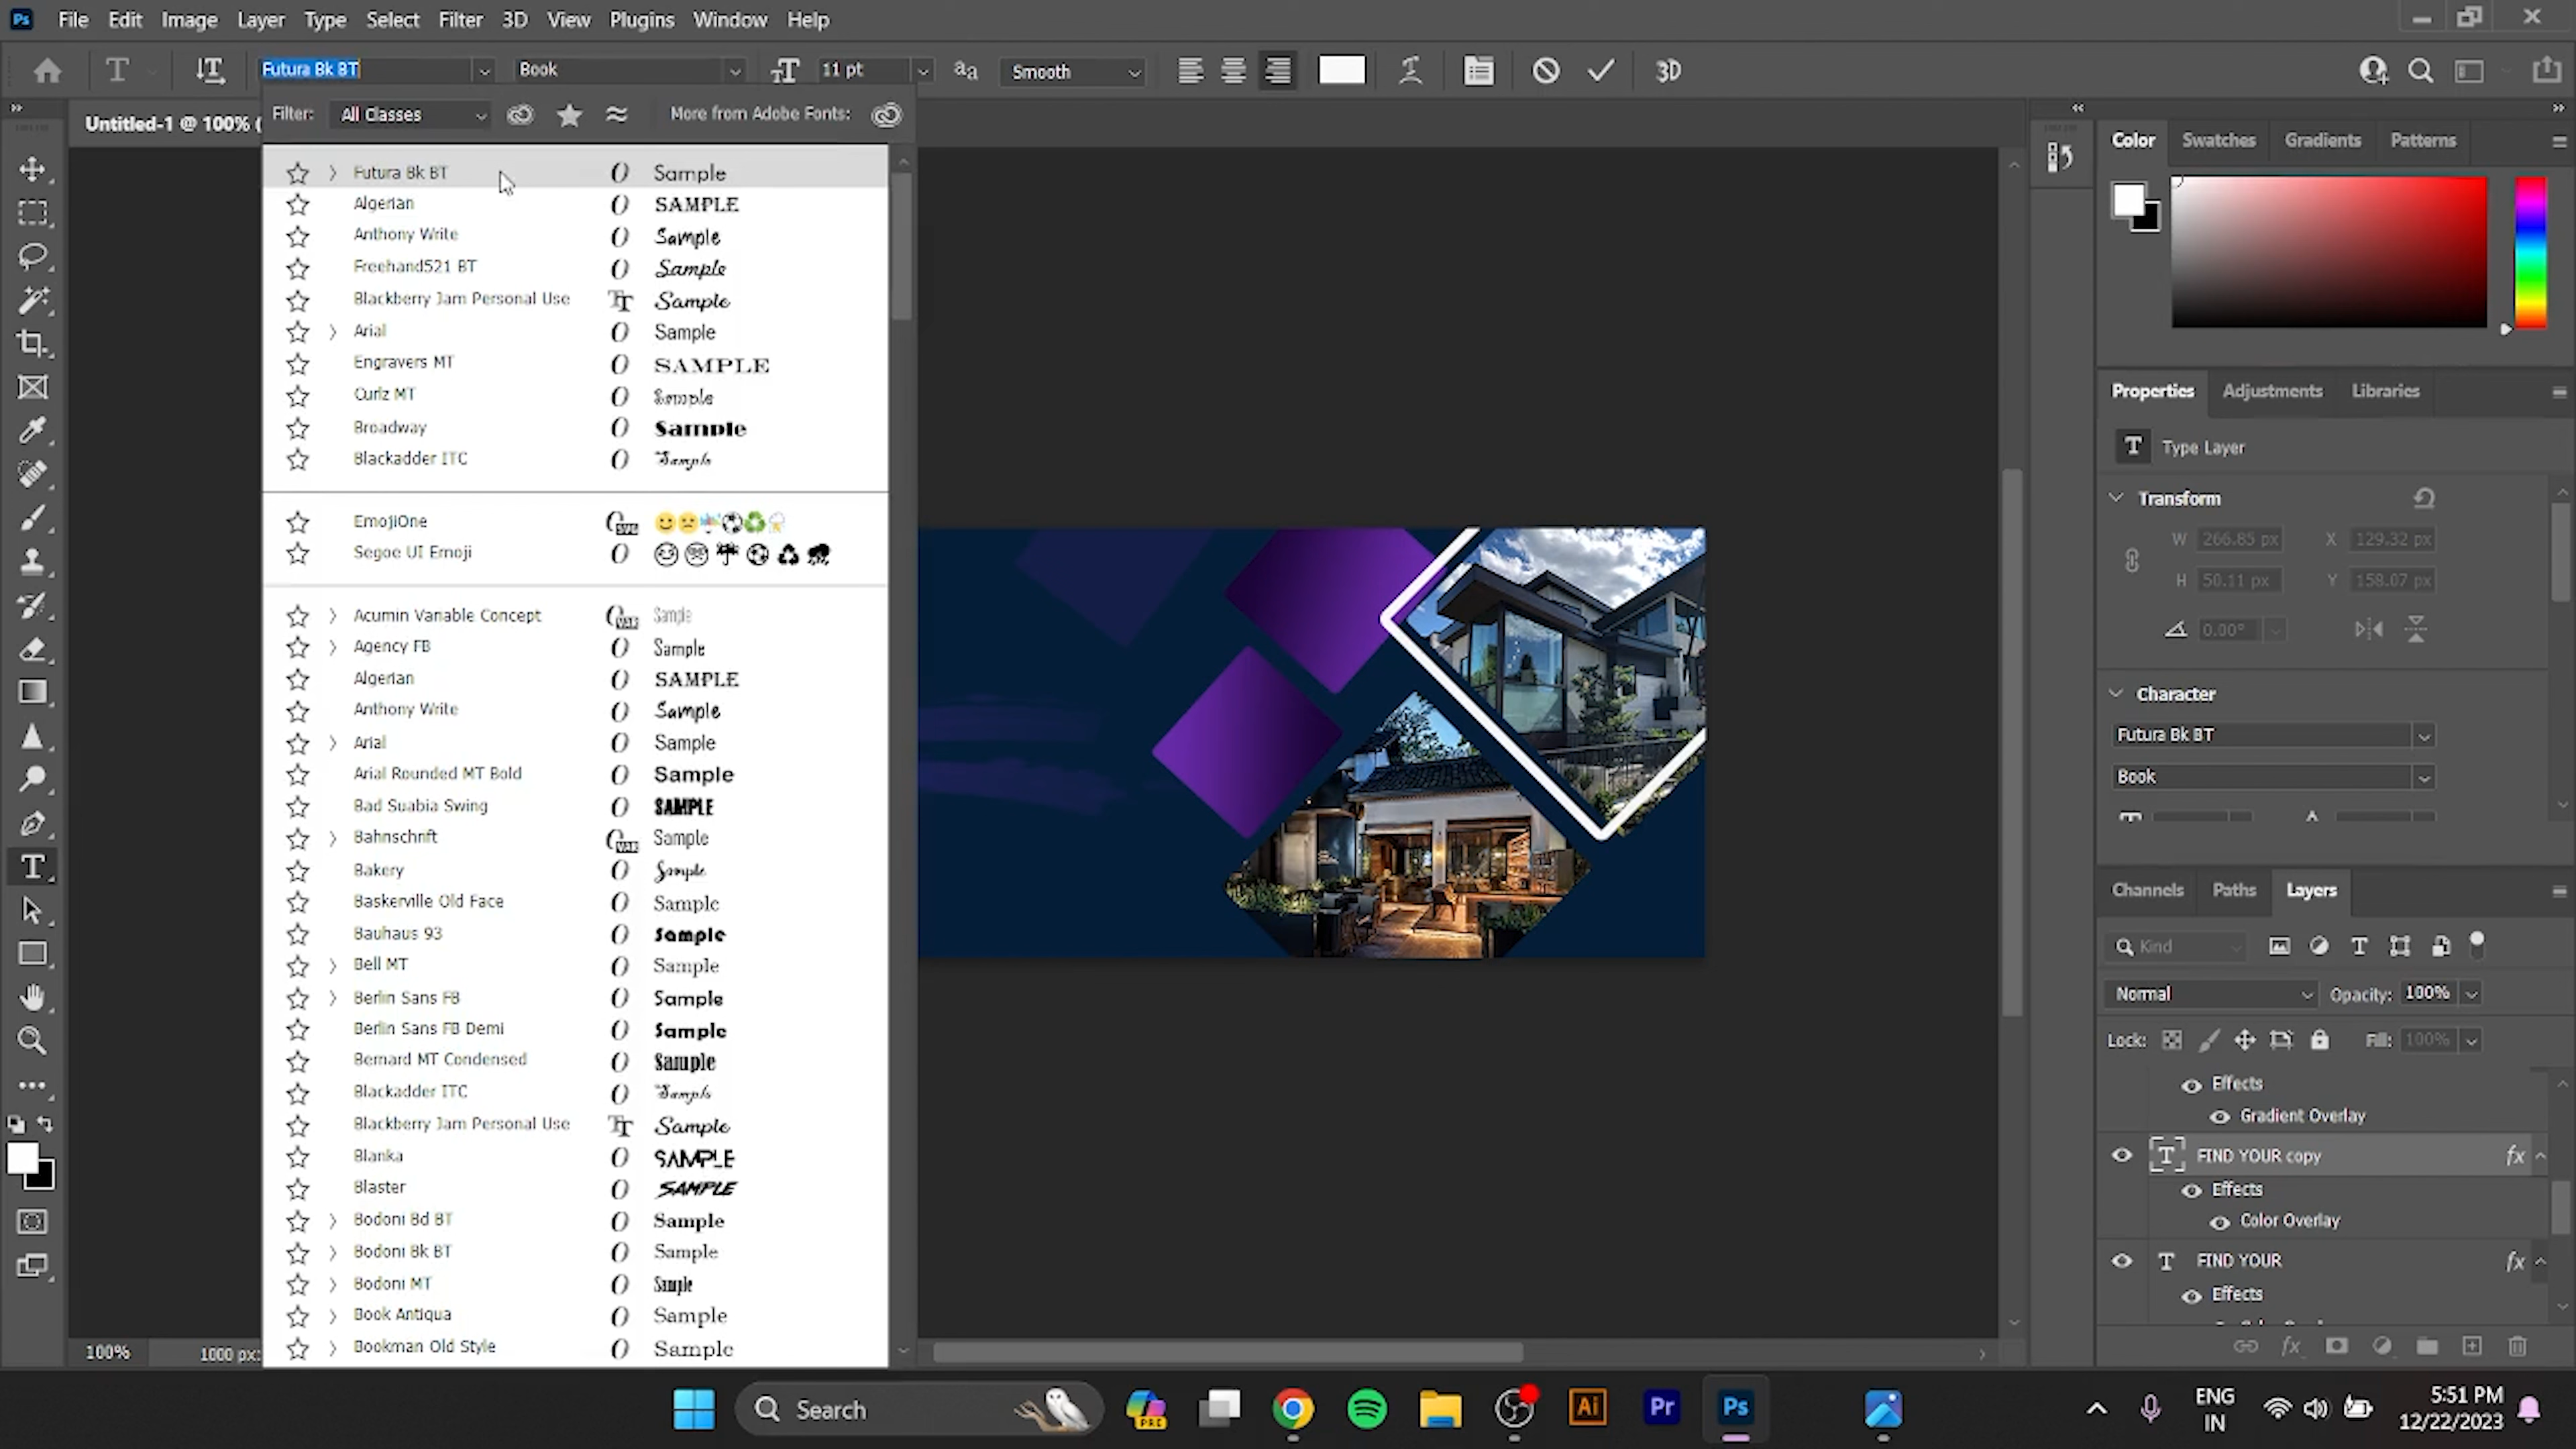 Ps File Edit Image Layer Type Select Filter 3D View Plugins Window Help
Futura Bk BT Book 11 pt aa Smooth 3D
Untitled-1 @ 100% (
Filter: All Classes More from Adobe Fonts:
Futura Bk BT O Sample
Algerian O SAMPLE
Anthony Write O Sample
Freehand521 BT O Sample
Blackberry Jam Personal Use TT Sample
Arial O Sample
Engravers MT O SAMPLE
Curlz MT O Sample
Broadway O Sample
Blackadder ITC O Sample
EmojiOne
Segoe UI Emoji O
Acumin Variable Concept Sample
Agency FB O Sample
Algerian O SAMPLE
Anthony Write O Sample
Arial O Sample
Arial Rounded MT Bold O Sample
Bad Suabia Swing O SAMPLE
Bahnschrift Sample
Bakery O Sample
Baskerville Old Face O Sample
Bauhaus 93 O Sample
Bell MT O Sample
Berlin Sans FB O Sample
Berlin Sans FB Demi O Sample
Bernard MT Condensed O Sample
Blackadder ITC O Sample
Blackberry Jam Personal Use TT Sample
Blanka O SAMPLE
Blaster O SAMPLE
Bodoni Bd BT O Sample
Bodoni Bk BT O Sample
Bodoni MT O Sample
Book Antiqua O Sample
Bookman Old Style O Sample
100% 1000 px:
Color Swatches Gradients Patterns
Properties Adjustments Libraries
T Type Layer
Transform
W 266.85 px X 129.32 px
H 50.11 px Y 158.07 px
0.00°
Character
Futura Bk BT
Book
Channels Paths Layers
Kind
Normal Opacity: 100%
Lock: Fill: 100%
Effects
Gradient Overlay
T FIND YOUR copy fx
Effects
Color Overlay
T FIND YOUR fx
Effects
Search PRE Ai Pr Ps
ENG
IN
5:51 PM
12/22/2023